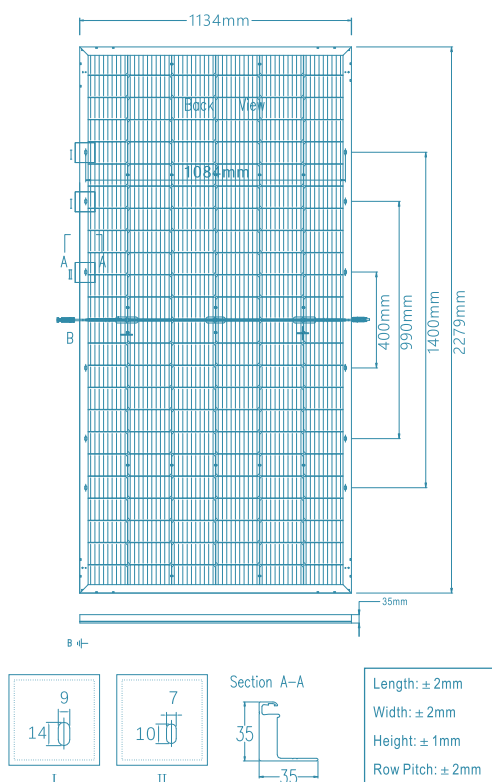 1134mm
Back View
I
1084mm
I
A A
II
B
400mm
990mm
1400mm
2279mm
35mm
B
9
14
I
7
10
II
Section A-A
35
35
Length: ± 2mm
Width: ± 2mm
Height: ± 1mm
Row Pitch: ± 2mm